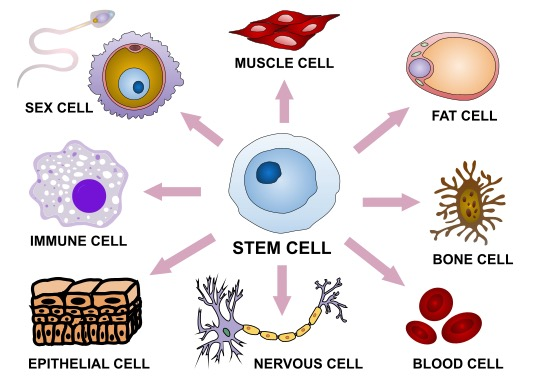 MUSCLE CELL
SEX CELL
FAT CELL
IMMUNE CELL
STEM CELL
BONE CELL
EPITHELIAL CELL
NERVOUS CELL
BLOOD CELL